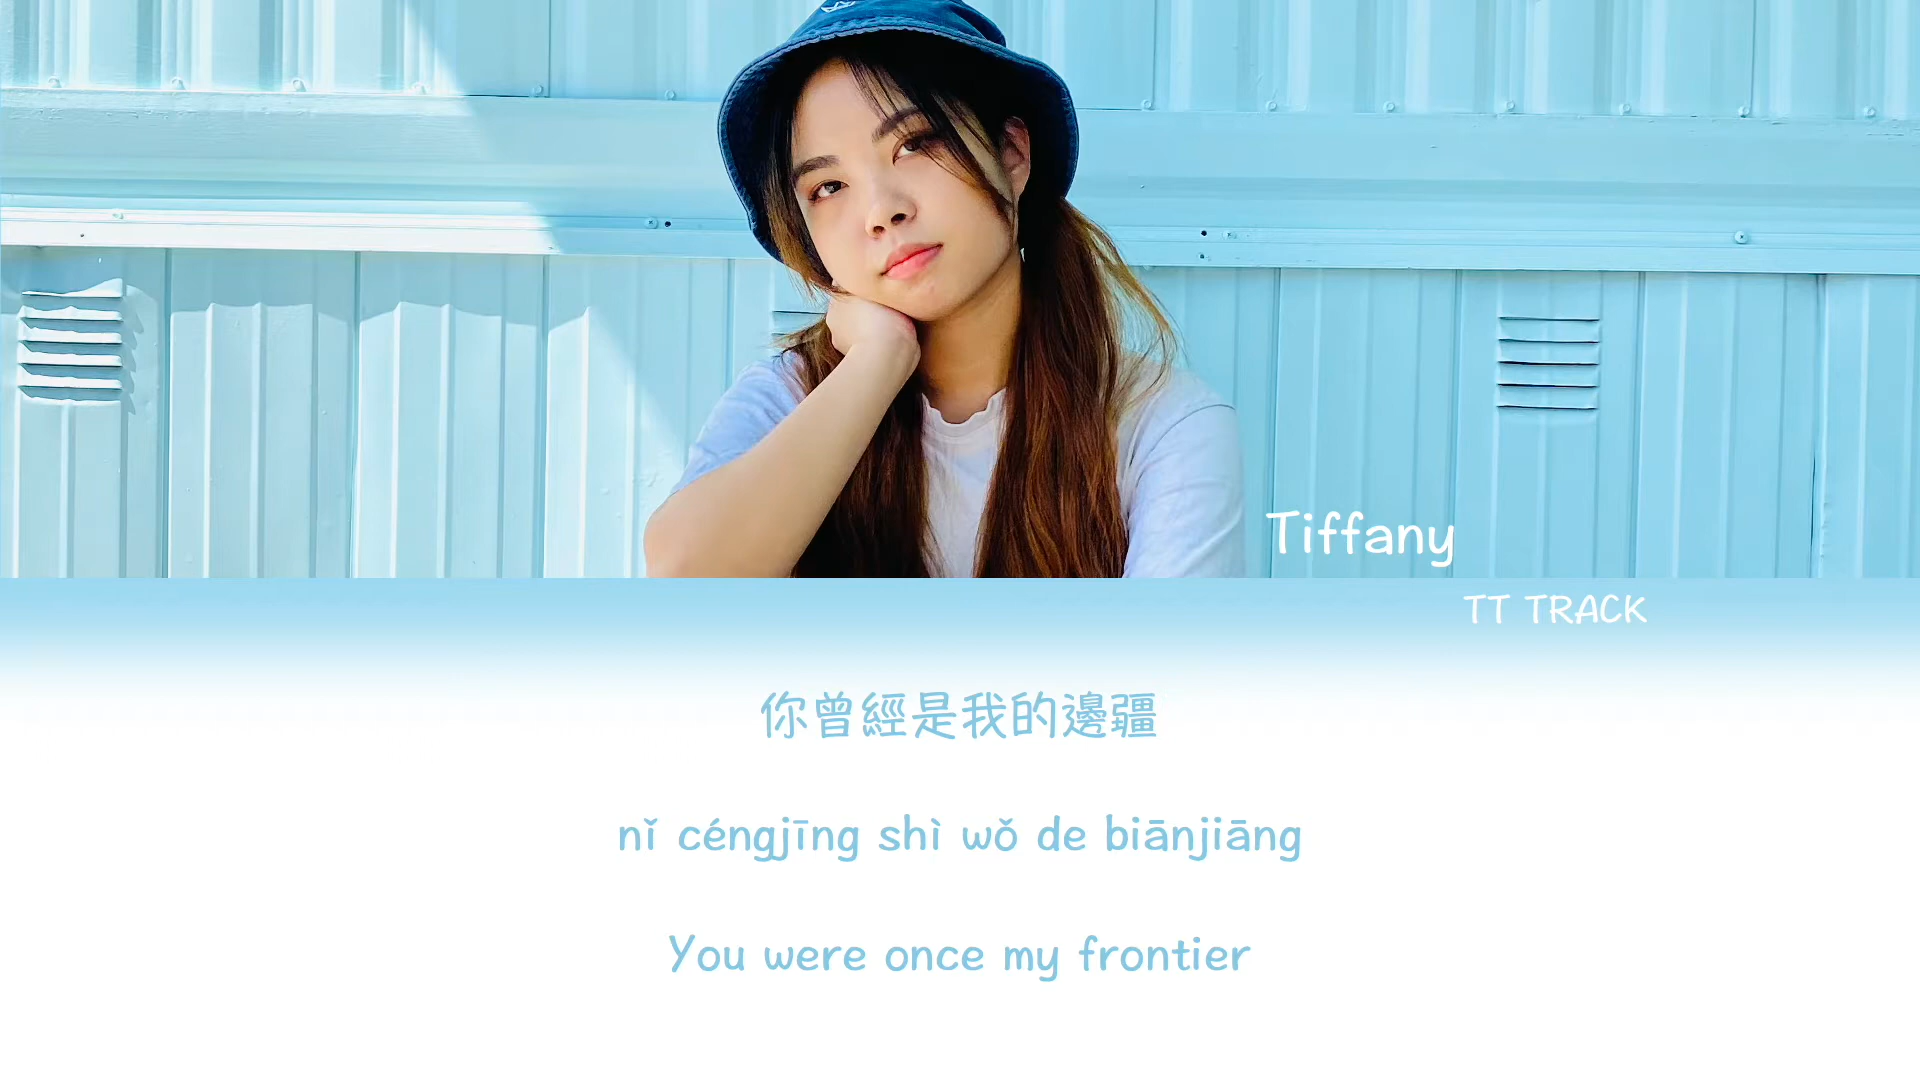 Tiffany
TT TRACK
你曾經是我的邊疆
nǐ céngjīng shì wǒ de biānjiāng
You were once my frontier